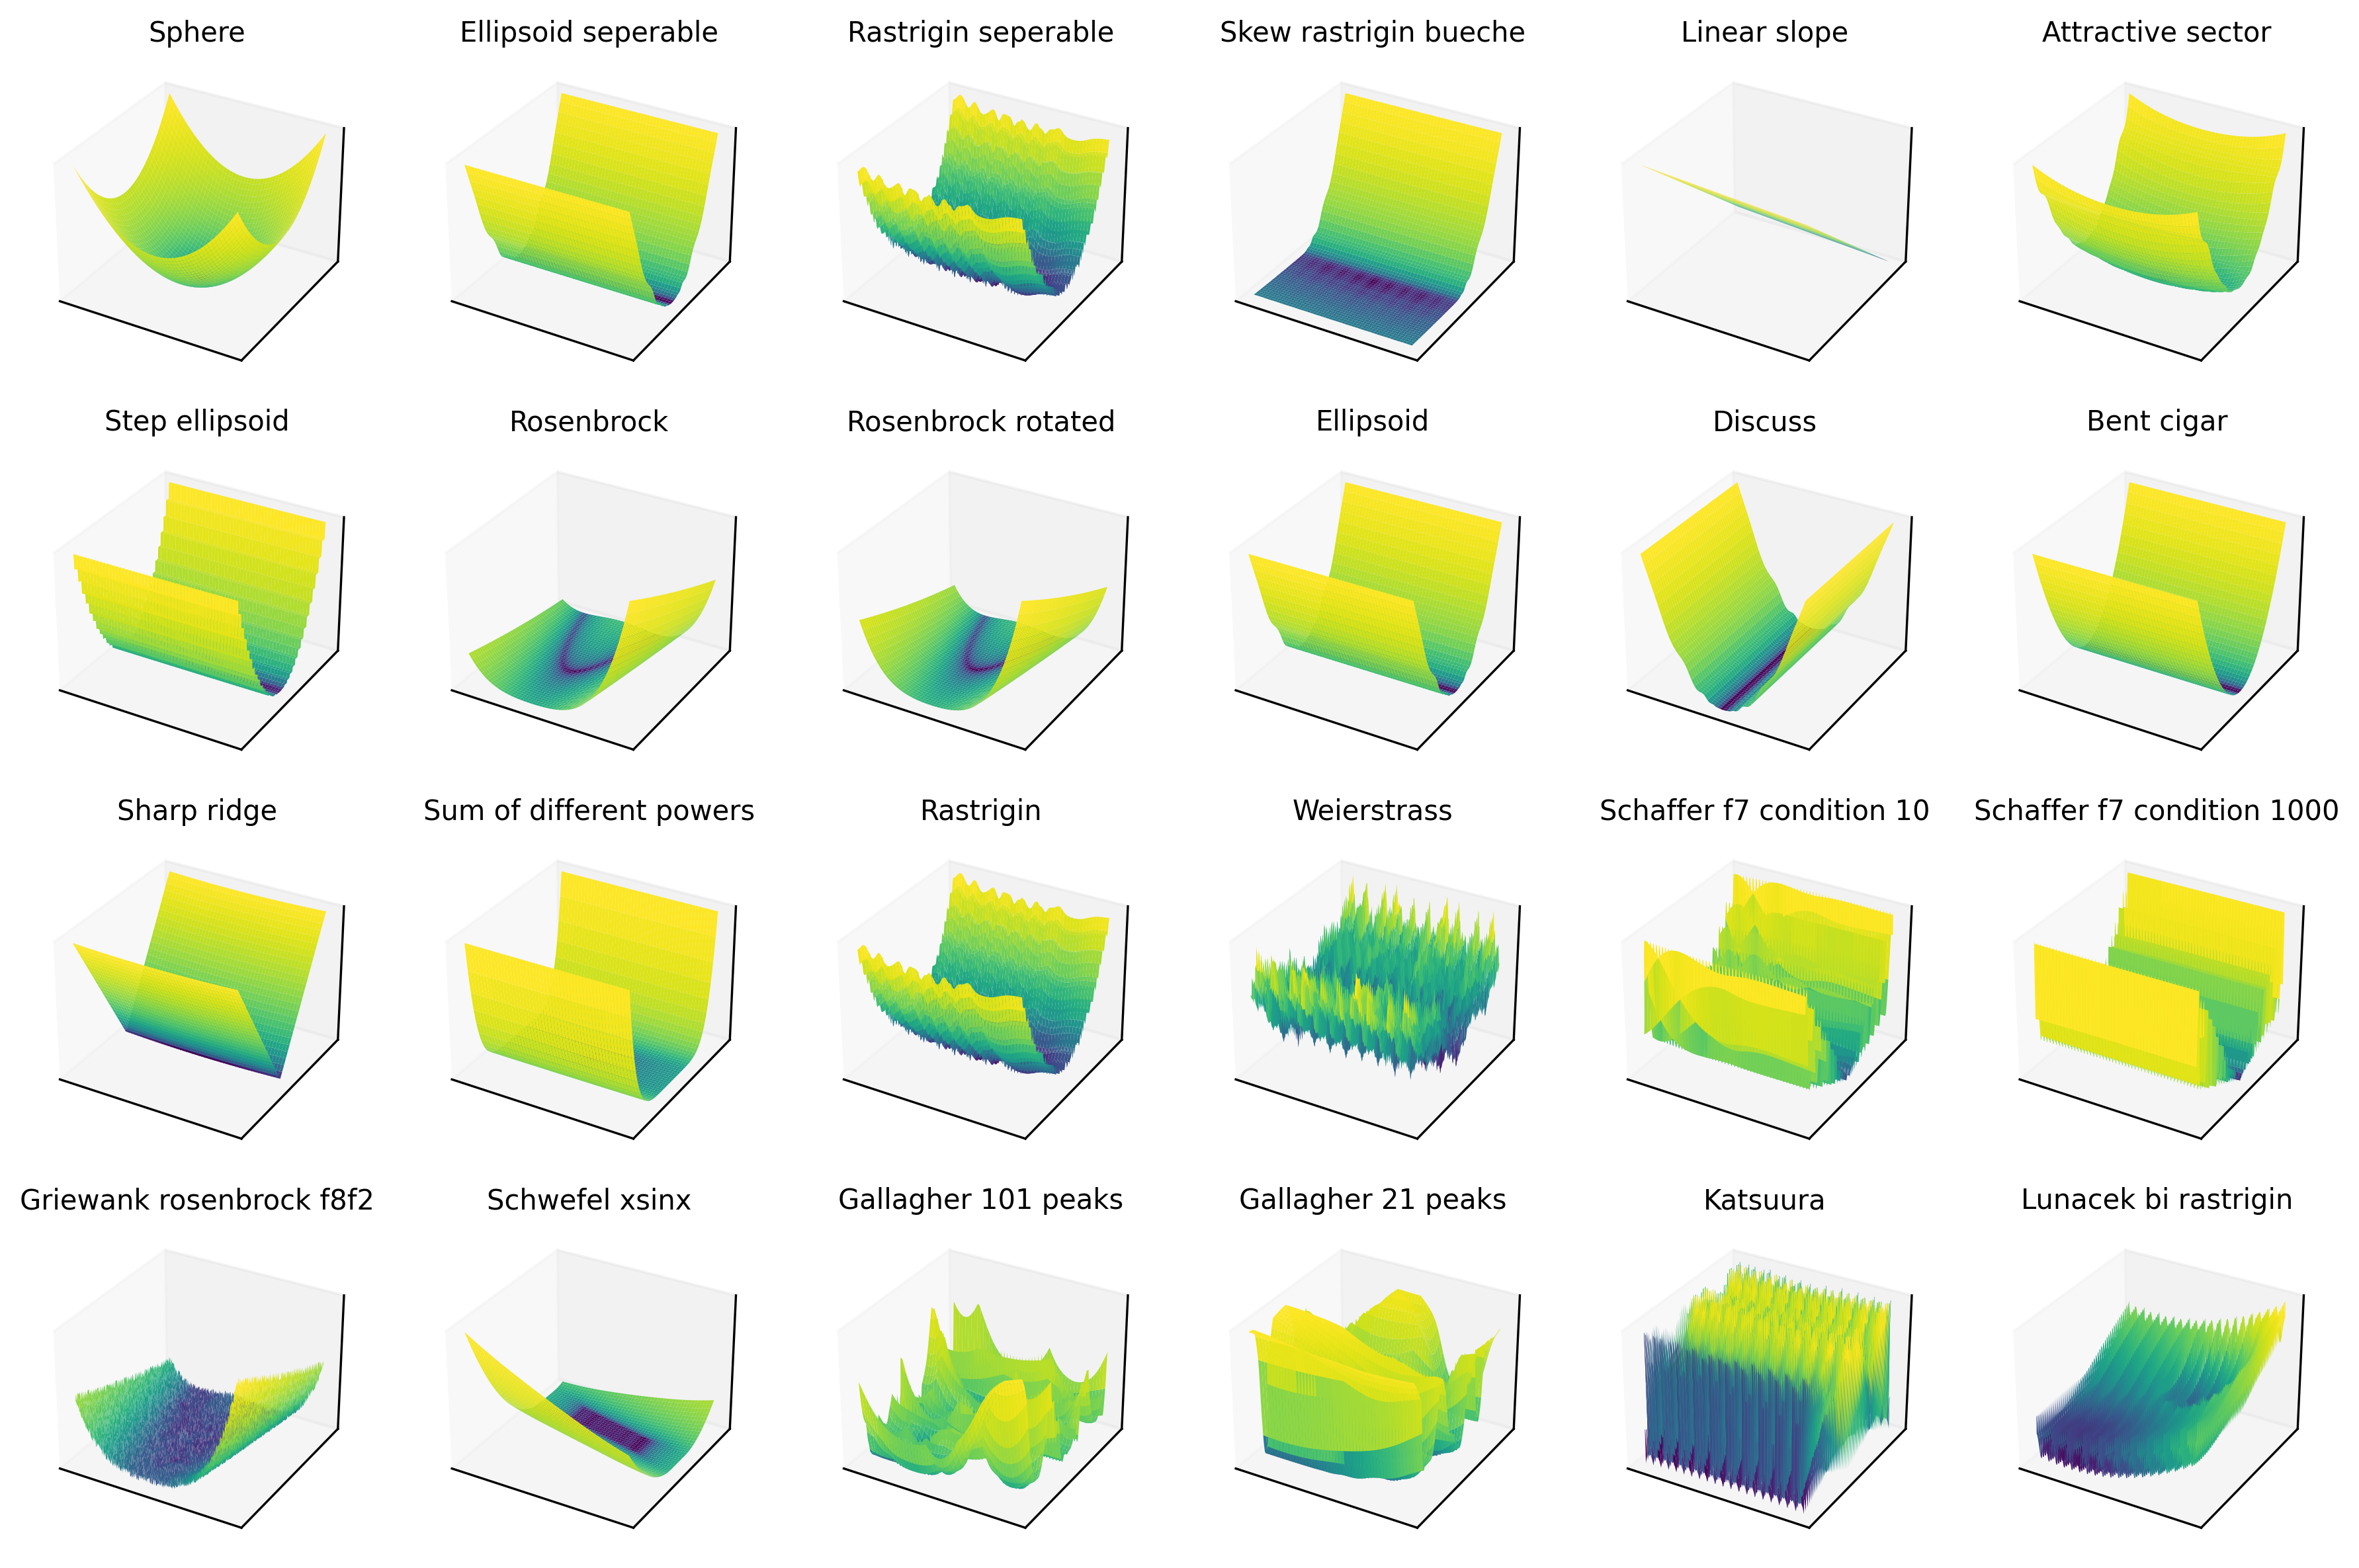 Sphere
Ellipsoid seperable
Rastrigin seperable
Skew rastrigin bueche
Linear slope
Attractive sector
Step ellipsoid
Rosenbrock
Rosenbrock rotated
Ellipsoid
Discuss
Bent cigar
Sharp ridge
Sum of different powers
Rastrigin
Weierstrass
Schaffer f7 condition 10
Schaffer f7 condition 1000
Griewank rosenbrock f8f2
Schwefel xsinx
Gallagher 101 peaks
Gallagher 21 peaks
Katsuura
Lunacek bi rastrigin